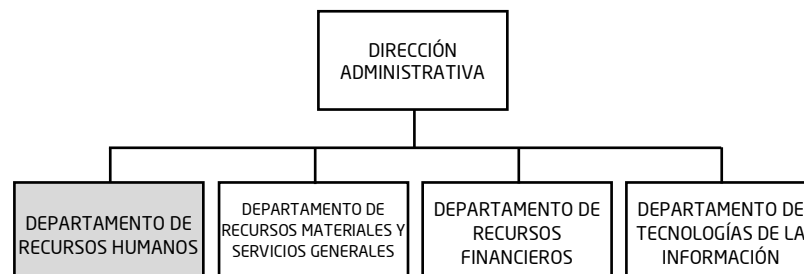 DIRECCIÓN
ADMINISTRATIVA
DEPARTAMENTO DE
RECURSOS HUMANOS
DEPARTAMENTO DE
RECURSOS MATERIALES Y
SERVICIOS GENERALES
DEPARTAMENTO DE
RECURSOS
FINANCIEROS
DEPARTAMENTO DE
TECNOLOGÍAS DE LA
INFORMACIÓN